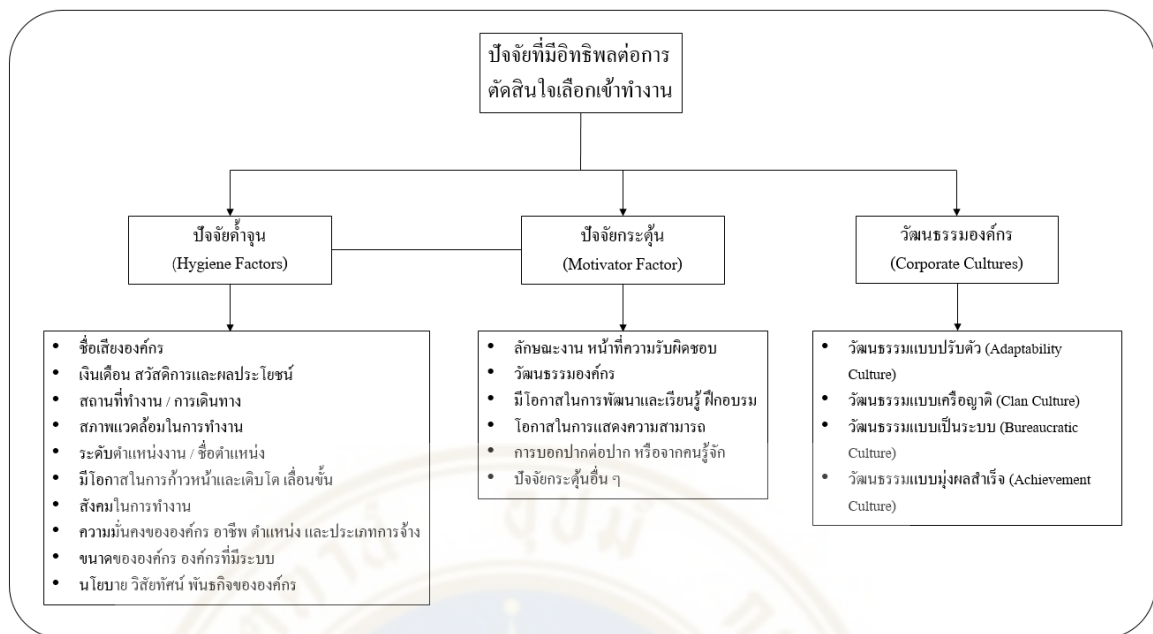 ปัจจัยที่มีอิทธิพลต่อการ
ตัดสินใจเลือกเข้าทำงาน
ปัจจัยค้ำจุน
(Hygiene Factors)
ปัจจัยกระตุ้น
(Motivator Factor)
วัฒนธรรมองค์กร
(Corporate Cultures)
• ชื่อเสียงองค์กร
• เงินเดือน สวัสดิการและผลประโยชน์
• สถานที่ทำงาน / การเดินทาง
• สภาพแวดล้อมในการทำงาน
• ระดับตำแหน่งงาน / ชื่อตำแหน่ง
• มีโอกาสในการก้าวหน้าและเติบโต เลื่อนขั้น
• สังคมในการทำงาน
• ความมั่นคงขององค์กร อาชีพ ตำแหน่ง และประเภทการจ้าง
• ขนาดขององค์กร องค์กรที่มีระบบ
• นโยบาย วิสัยทัศน์ พันธกิจขององค์กร
• ลักษณะงาน หน้าที่ความรับผิดชอบ
• วัฒนธรรมองค์กร
• มีโอกาสในการพัฒนาและเรียนรู้ ฝึกอบรม
• โอกาสในการแสดงความสามารถ
• การบอกปากต่อปาก หรือจากคนรู้จัก
• ปัจจัยกระตุ้นอื่น ๆ
• วัฒนธรรมแบบปรับตัว (Adaptability
Culture)
• วัฒนธรรมแบบเครือญาติ (Clan Culture)
• วัฒนธรรมแบบเป็นระบบ (Bureaucratic
Culture)
• วัฒนธรรมแบบมุ่งผลสำเร็จ (Achievement
Culture)